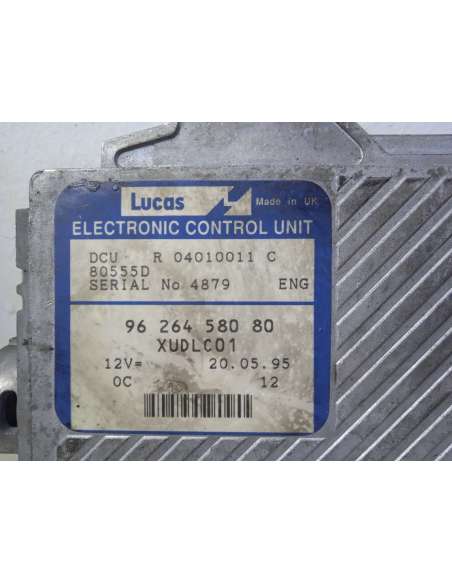 Lucas
Made in UK
ELECTRONIC CONTROL UNIT
DCU R 04010011 C
80555D
SERIAL No 4879 ENG
96 264 580 80
XUDLC01
12V= 20.05.95
0C 12